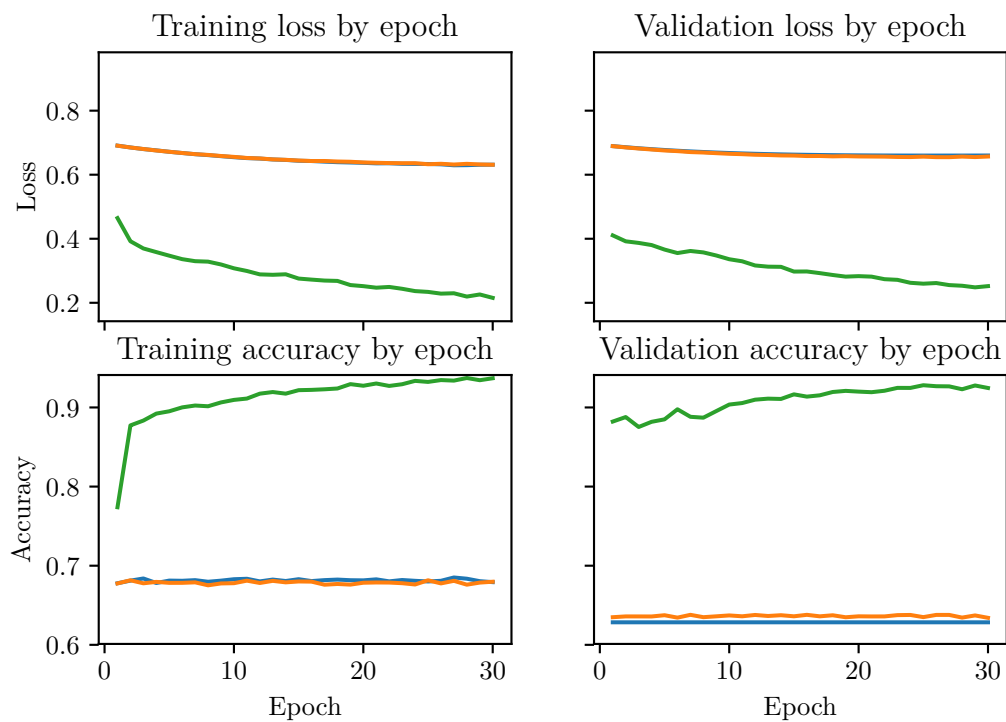 Training loss by epoch
Validation loss by epoch
Loss
0.8
0.6
0.4
0.2
Training accuracy by epoch
Validation accuracy by epoch
Accuracy
0.9
0.8
0.7
0.6
0 10 20 30
0 10 20 30
Epoch
Epoch